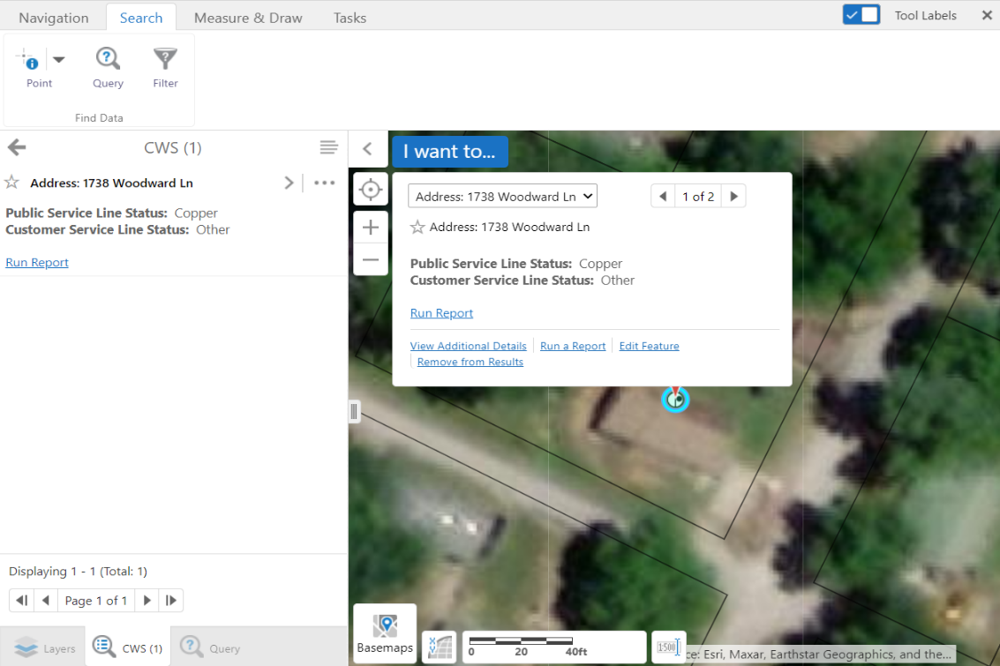 Navigation
Search
Measure & Draw
Tasks
Tool Labels
Point
Query
Filter
Find Data
CWS (1)
Address: 1738 Woodward Ln
Public Service Line Status: Copper
Customer Service Line Status: Other
Run Report
I want to...
Address: 1738 Woodward Ln
1 of 2
Address: 1738 Woodward Ln
Public Service Line Status: Copper
Customer Service Line Status: Other
Run Report
View Additional Details
Run a Report
Edit Feature
Remove from Results
Displaying 1 - 1 (Total: 1)
Page 1 of 1
Layers
CWS (1)
Query
Basemaps
X
Y
0 20 40ft
1:500
ce: Esri, Maxar, Earthstar Geographics, and the...